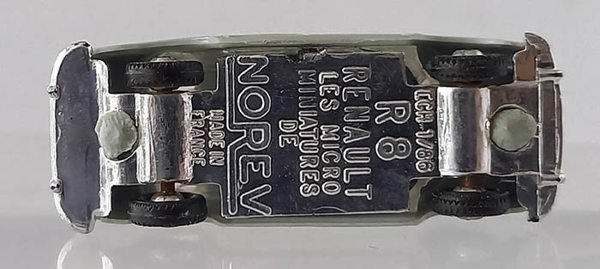 ECH-1/86
R8
RENAULT
LES MICRO
MINIATURES
DE
NOREV
MADE IN
FRANCE